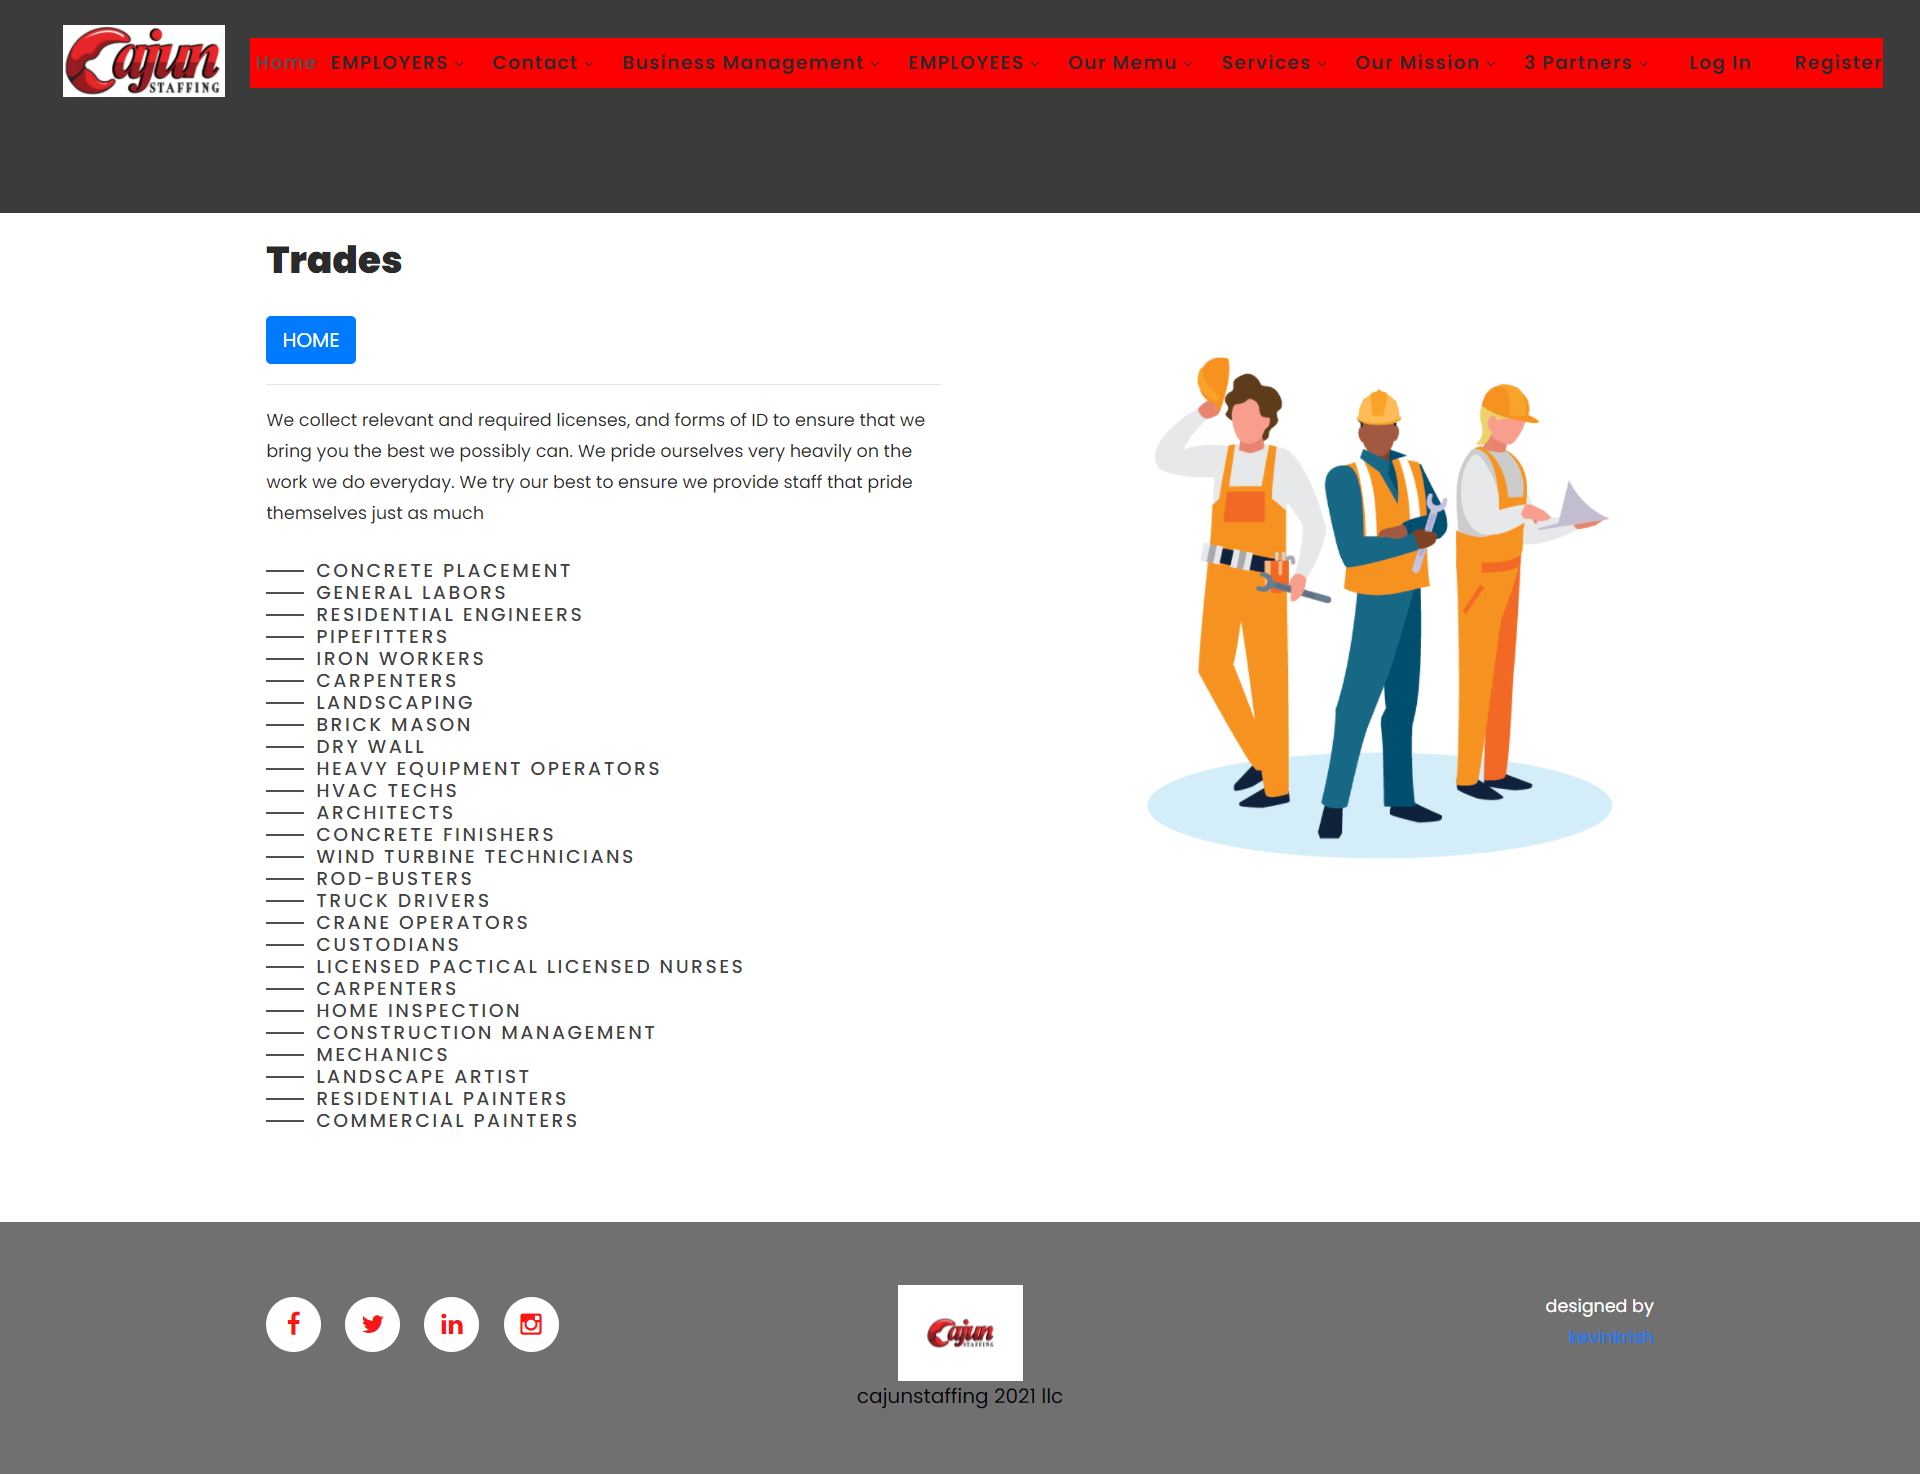 Cajun
STAFFING
Home EMPLOYERS Contact Business Management EMPLOYEES Our Memu Services Our Mission 3 Partners Log In Register
Trades
HOME
We collect relevant and required licenses, and forms of ID to ensure that we
bring you the best we possibly can. We pride ourselves very heavily on the
work we do everyday. We try our best to ensure we provide staff that pride
themselves just as much
CONCRETE PLACEMENT
GENERAL LABORS
RESIDENTIAL ENGINEERS
PIPEFITTERS
IRON WORKERS
CARPENTERS
LANDSCAPING
BRICK MASON
DRY WALL
HEAVY EQUIPMENT OPERATORS
HVAC TECHS
ARCHITECTS
CONCRETE FINISHERS
WIND TURBINE TECHNICIANS
ROD-BUSTERS
TRUCK DRIVERS
CRANE OPERATORS
CUSTODIANS
LICENSED PACTICAL LICENSED NURSES
CARPENTERS
HOME INSPECTION
CONSTRUCTION MANAGEMENT
MECHANICS
LANDSCAPE ARTIST
RESIDENTIAL PAINTERS
COMMERCIAL PAINTERS
Cajun
STAFFING
cajunstaffing 2021 llc
designed by
kevinkrish